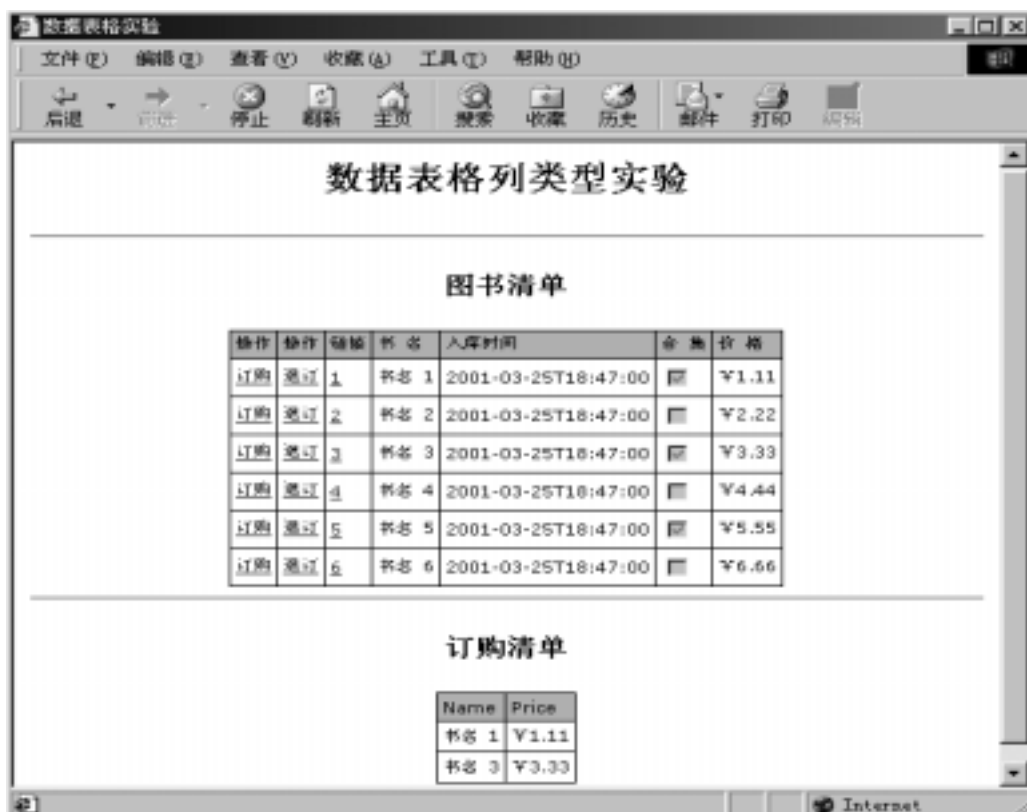 数据表格实验
文件(F) 编辑(E) 查看(V) 收藏(A) 工具(T) 帮助(H)
后退 前进 停止 刷新 主页 搜索 收藏 历史 邮件 打印 编辑
数据表格列类型实验
图书清单
操作 操作 链接 书 名 入库时间 价 格
订购 退订 1 书名 1 2001-03-25T18:47:00 ¥1.11
订购 退订 2 书名 2 2001-03-25T18:47:00 ¥2.22
订购 退订 3 书名 3 2001-03-25T18:47:00 ¥3.33
订购 退订 4 书名 4 2001-03-25T18:47:00 ¥4.44
订购 退订 5 书名 5 2001-03-25T18:47:00 ¥5.55
订购 退订 6 书名 6 2001-03-25T18:47:00 ¥6.66
订购清单
Name Price
书名 1 ¥1.11
书名 3 ¥3.33
Internet